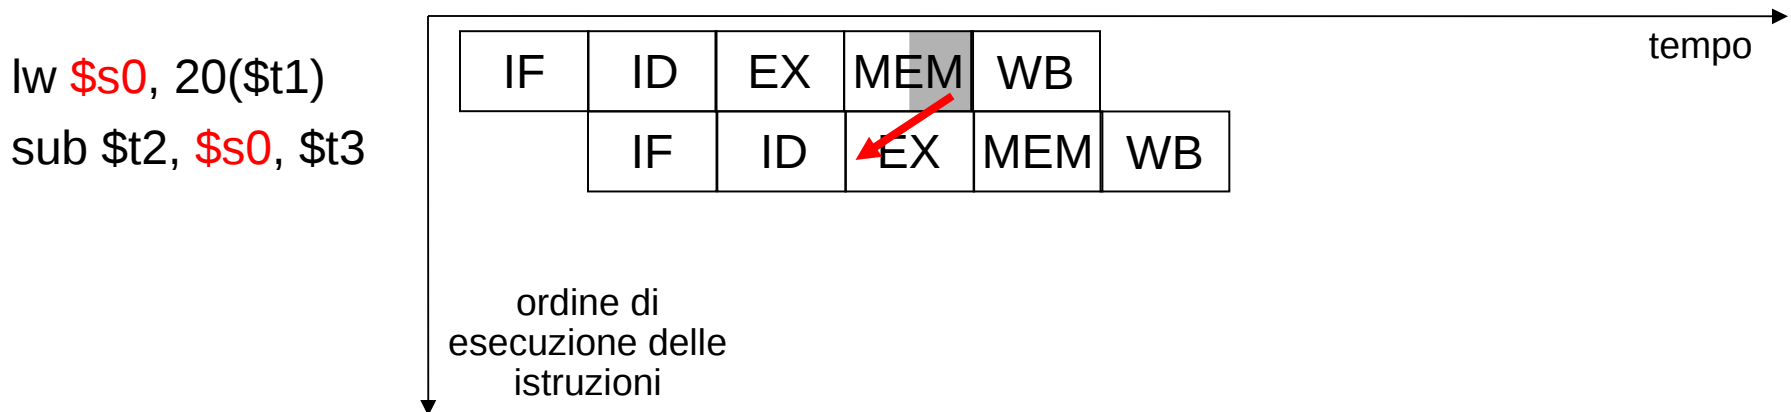 tempo
lw $s0, 20($t1) IF ID EX MEM WB
sub $t2, $s0, $t3 IF ID EX MEM WB
ordine di
esecuzione delle
istruzioni